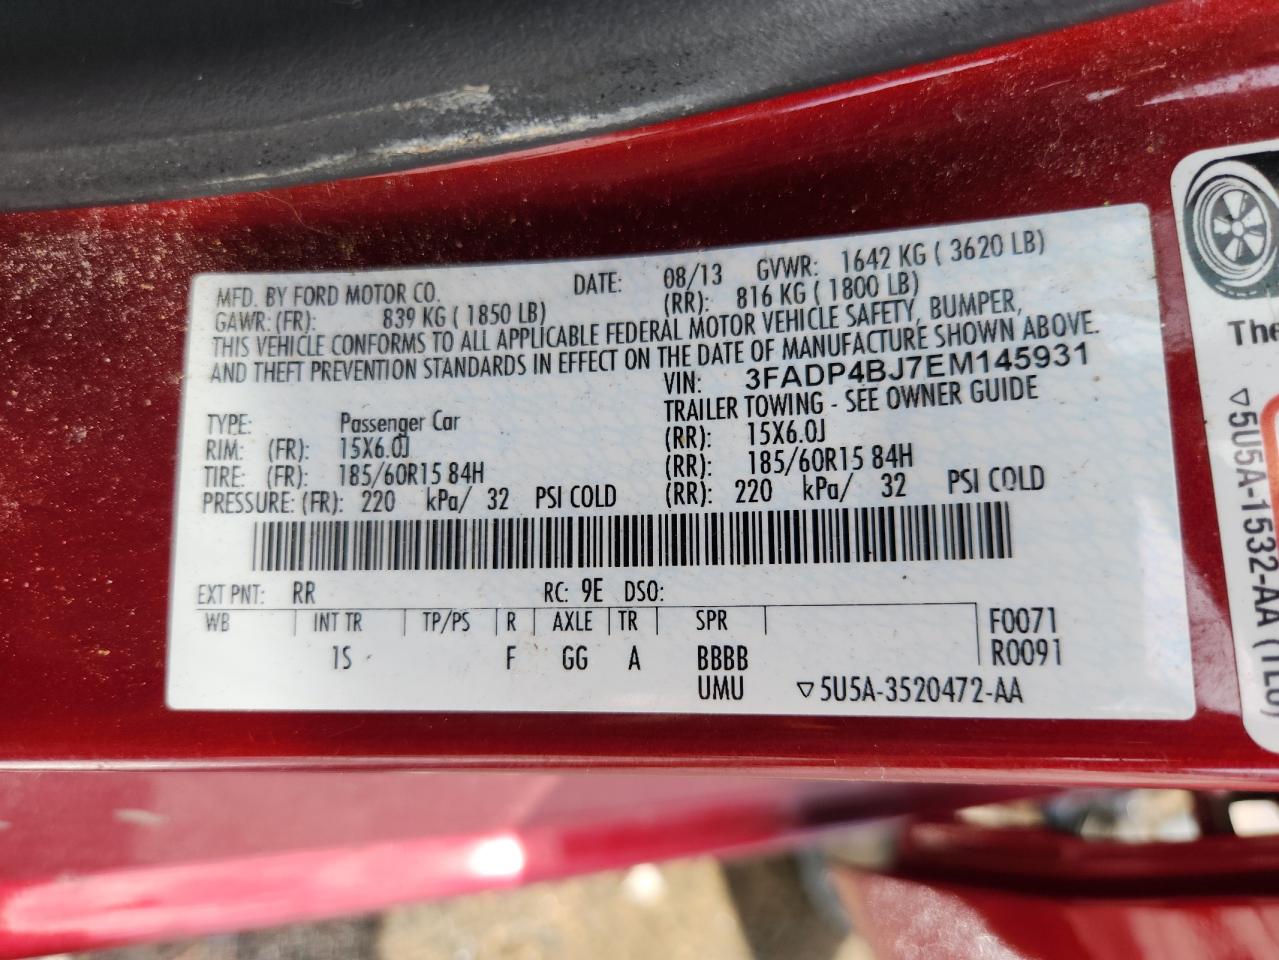 MFD. BY FORD MOTOR CO. DATE: 08/13 GVWR: 1642 KG ( 3620 LB)
GAWR: (FR): 839 KG ( 1850 LB) (RR): 816 KG ( 1800 LB)
THIS VEHICLE CONFORMS TO ALL APPLICABLE FEDERAL MOTOR VEHICLE SAFETY, BUMPER,
AND THEFT PREVENTION STANDARDS IN EFFECT ON THE DATE OF MANUFACTURE SHOWN ABOVE.
VIN: 3FADP4BJ7EM145931
TYPE: Passenger Car TRAILER TOWING - SEE OWNER GUIDE
RIM: (FR): 15X6.0J (RR): 15X6.0J
TIRE: (FR): 185/60R15 84H (RR): 185/60R15 84H
PRESSURE: (FR): 220 kPa/ 32 PSI COLD (RR): 220 kPa/ 32 PSI COLD
EXT PNT: RR RC: 9E DSO:
WB INT TR TP/PS R AXLE TR SPR F0071
1S F GG A BBBB R0091
UMU ▽5U5A-3520472-AA
The
▽5U5A-1532-AA